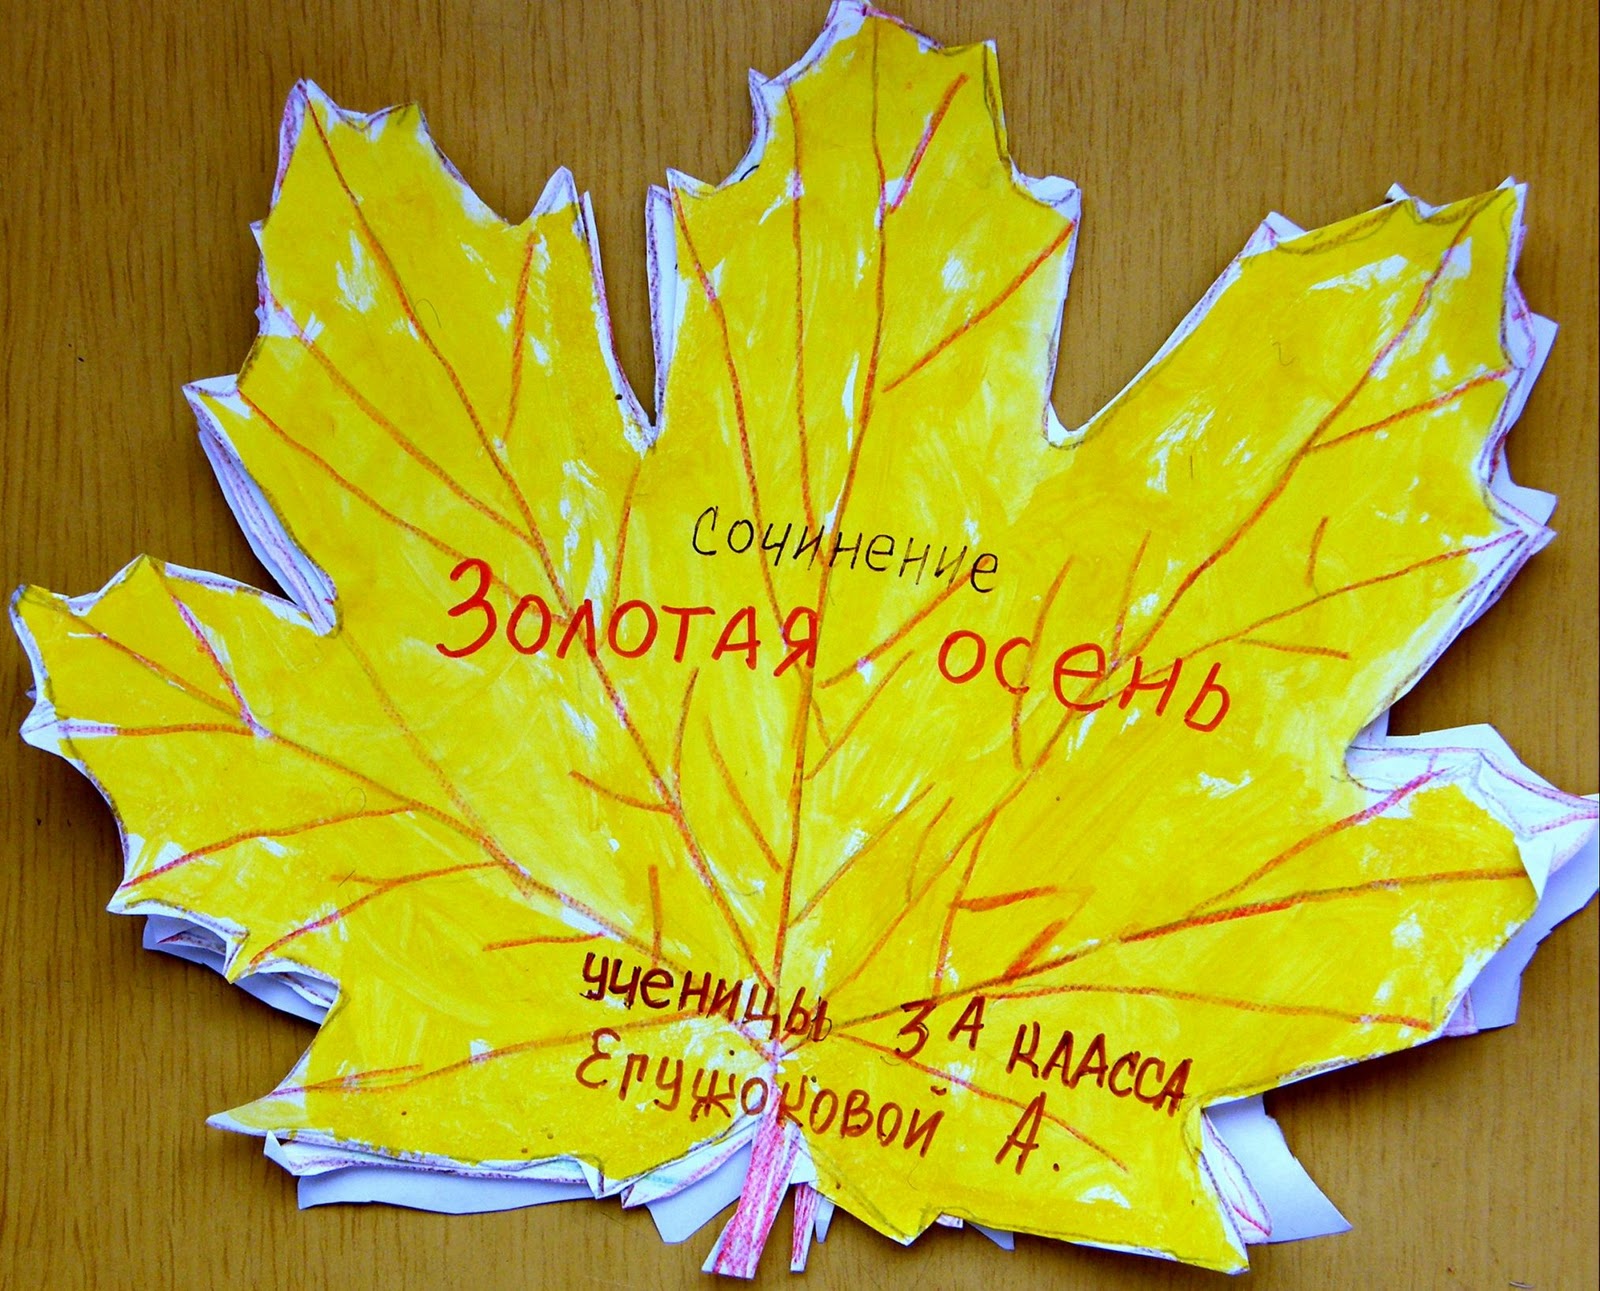 сочинение
Золотая осень
ученицы 3 А класса
Егужоковой А.